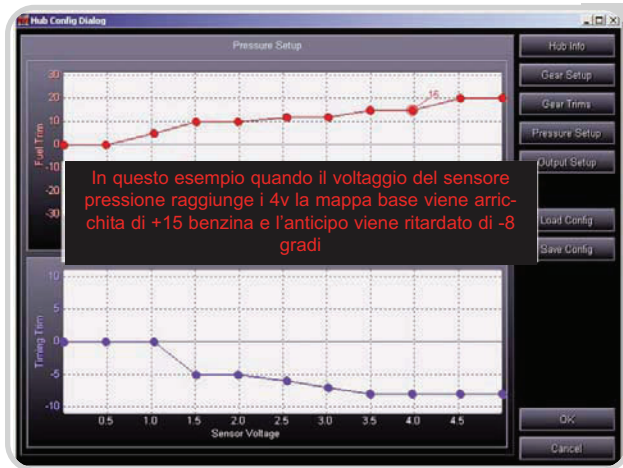 Hub Config Dialog
Pressure Setup
Hub Info
Gear Setup
Gear Trims
Pressure Setup
Output Setup
Load Config
Save Config
OK
Cancel
Fuel Trim
30
20
10
0
-10
-20
-30
15
In questo esempio quando il voltaggio del sensore
pressione raggiunge i 4v la mappa base viene arric-
chita di +15 benzina e l'anticipo viene ritardato di -8
gradi
Timing Trim
10
5
0
-5
-10
0.5 1.0 1.5 2.0 2.5 3.0 3.5 4.0 4.5
Sensor Voltage